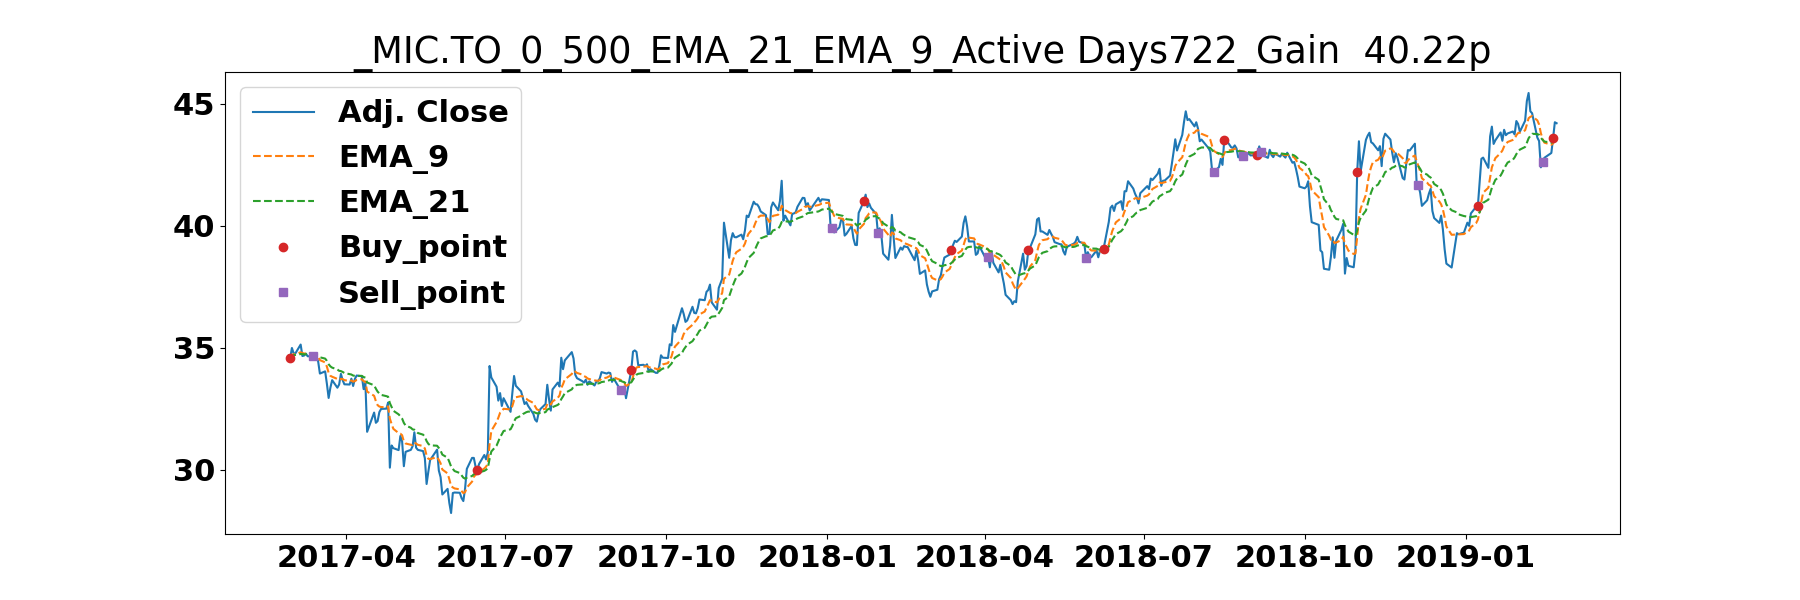 _MIC.TO_0_500_EMA_21_EMA_9_Active Days722_Gain  40.22p
45
40
35
30
Adj. Close
EMA_9
EMA_21
Buy_point
Sell_point
2017-04 2017-07 2017-10 2018-01 2018-04 2018-07 2018-10 2019-01